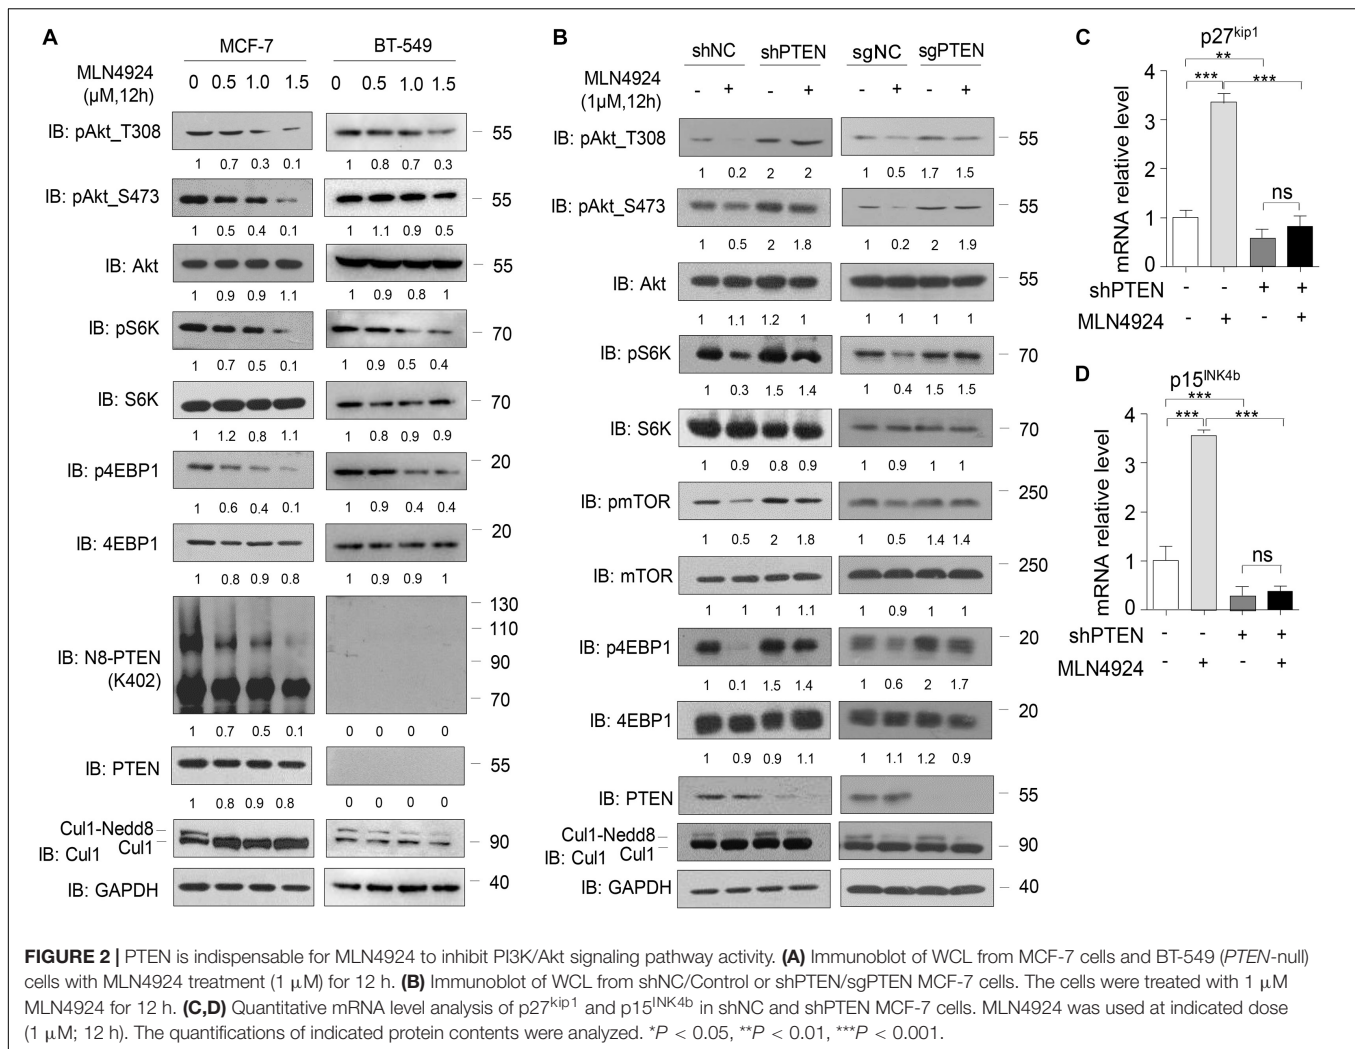 A
MCF-7 BT-549
MLN4924 0 0.5 1.0 1.5 0 0.5 1.0 1.5
(µM,12h)
IB: pAkt_T308 55
1 0.7 0.3 0.1 1 0.8 0.7 0.3
IB: pAkt_S473 55
1 0.5 0.4 0.1 1 1.1 0.9 0.5
IB: Akt 55
1 0.9 0.9 1.1 1 0.9 0.8 1
IB: pS6K 70
1 0.7 0.5 0.1 1 0.9 0.5 0.4
IB: S6K 70
1 1.2 0.8 1.1 1 0.8 0.9 0.9
IB: p4EBP1 20
1 0.6 0.4 0.1 1 0.9 0.4 0.4
IB: 4EBP1 20
1 0.8 0.9 0.8 1 0.9 0.9 1
130
110
IB: N8-PTEN 90
(K402) 70
1 0.7 0.5 0.1 0 0 0 0
IB: PTEN 55
1 0.8 0.9 0.8 0 0 0 0
Cul1-Nedd8
IB: Cul1 Cul1 90
IB: GAPDH 40
B
shNC shPTEN sgNC sgPTEN
MLN4924 - + - + - + - +
(1µM,12h)
IB: pAkt_T308 55
1 0.2 2 2 1 0.5 1.7 1.5
IB: pAkt_S473 55
1 0.5 2 1.8 1 0.2 2 1.9
IB: Akt 55
1 1.1 1.2 1 1 1 1 1
IB: pS6K 70
1 0.3 1.5 1.4 1 0.4 1.5 1.5
IB: S6K 70
1 0.9 0.8 0.9 1 0.9 1 1
IB: pmTOR 250
1 0.5 2 1.8 1 0.5 1.4 1.4
IB: mTOR 250
1 1 1 1.1 1 0.9 1 1
IB: p4EBP1 20
1 0.1 1.5 1.4 1 0.6 2 1.7
IB: 4EBP1 20
1 0.9 0.9 1.1 1 1.1 1.2 0.9
IB: PTEN 55
Cul1-Nedd8
IB: Cul1 Cul1 90
IB: GAPDH 40
C
p27kip1
**
*** ***
ns
mRNA relative level
4
3
2
1
0
shPTEN - - + +
MLN4924 - + - +
D
p15INK4b
***
*** ***
ns
mRNA relative level
4
3
2
1
0
shPTEN - - + +
MLN4924 - + - +
FIGURE 2 | PTEN is indispensable for MLN4924 to inhibit PI3K/Akt signaling pathway activity. (A) Immunoblot of WCL from MCF-7 cells and BT-549 (PTEN-null)
cells with MLN4924 treatment (1 µM) for 12 h. (B) Immunoblot of WCL from shNC/Control or shPTEN/sgPTEN MCF-7 cells. The cells were treated with 1 µM
MLN4924 for 12 h. (C,D) Quantitative mRNA level analysis of p27kip1 and p15INK4b in shNC and shPTEN MCF-7 cells. MLN4924 was used at indicated dose
(1 µM; 12 h). The quantifications of indicated protein contents were analyzed. *P < 0.05, **P < 0.01, ***P < 0.001.